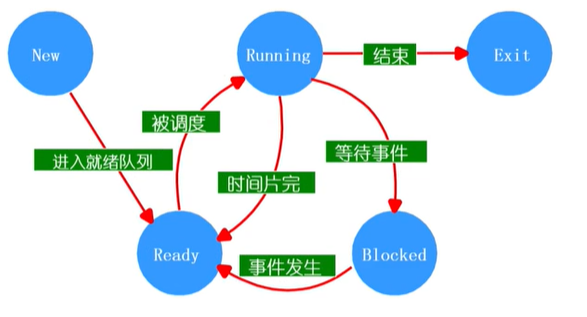 New
Running
结束
Exit
被调度
进入就绪队列
等待事件
时间片完
Ready
事件发生
Blocked